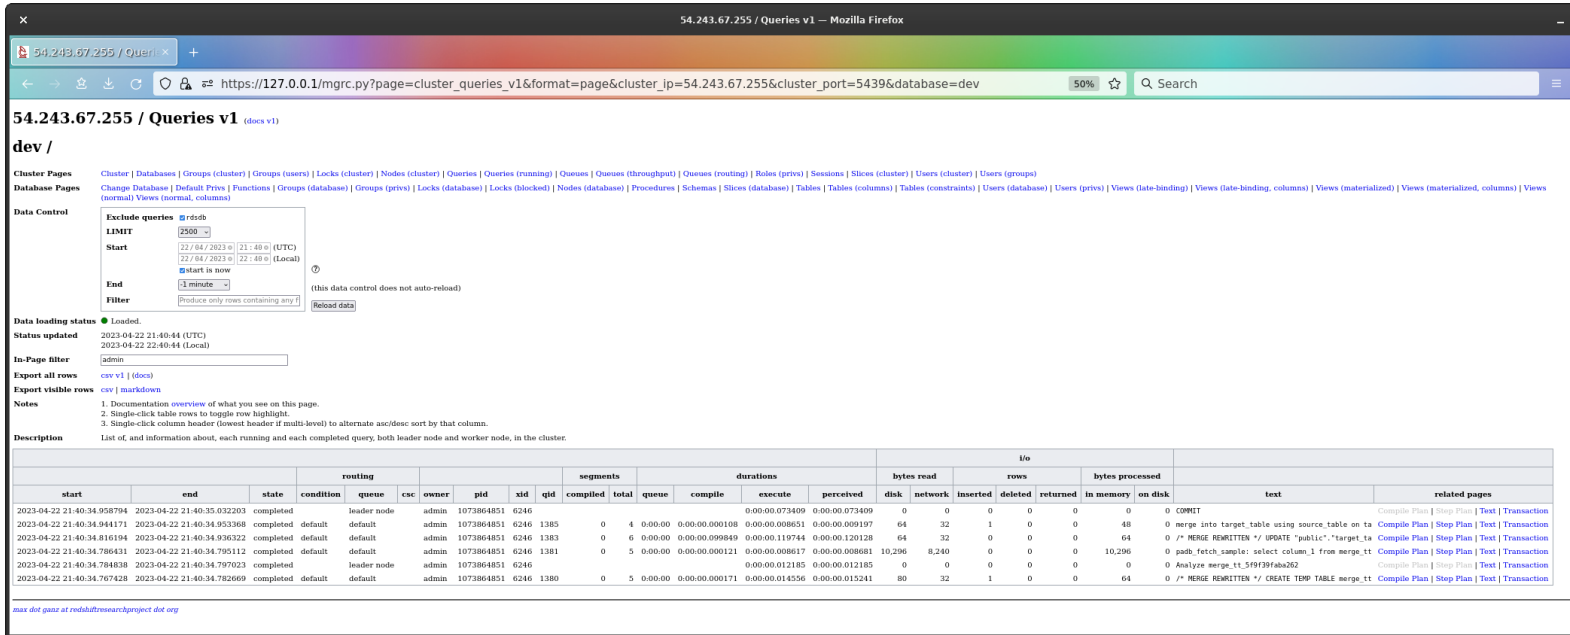 54.243.67.255 / Queries v1 — Mozilla Firefox
54.243.67.255 / Queri
https://127.0.0.1/mgrc.py?page=cluster_queries_v1&format=page&cluster_ip=54.243.67.255&cluster_port=5439&database=dev 50% Search
54.243.67.255 / Queries v1 (docs v1)
dev /
Cluster Pages Cluster | Databases | Groups (cluster) | Groups (users) | Locks (cluster) | Nodes (cluster) | Queries | Queries (running) | Queues | Queues (throughput) | Queues (routing) | Roles (privs) | Sessions | Slices (cluster) | Users (cluster) | Users (groups)
Database Pages Change Database | Default Privs | Functions | Groups (database) | Groups (privs) | Locks (database) | Locks (blocked) | Nodes (database) | Procedures | Schemas | Slices (database) | Tables | Tables (columns) | Tables (constraints) | Users (database) | Users (privs) | Views (late-binding) | Views (late-binding, columns) | Views (materialized) | Views (materialized, columns) | Views
(normal) Views (normal, columns)
Data Control Exclude queries rdsdb
LIMIT 2500
Start 22/04/2023 21:40 (UTC)
22/04/2023 22:40 (Local)
start is now ?
End -1 minute (this data control does not auto-reload)
Filter Produce only rows containing any f Reload data
Data loading status Loaded.
Status updated 2023-04-22 21:40:44 (UTC)
2023-04-22 22:40:44 (Local)
In-Page filter admin
Export all rows csv v1 | (docs)
Export visible rows csv | markdown
Notes 1. Documentation overview of what you see on this page.
2. Single-click table rows to toggle row highlight.
3. Single-click column header (lowest header if multi-level) to alternate asc/desc sort by that column.
Description List of, and information about, each running and each completed query, both leader node and worker node, in the cluster.
i/o
routing segments durations bytes read rows bytes processed
start end state condition queue csc owner pid xid qid compiled total queue compile execute perceived disk network inserted deleted returned in memory on disk text related pages
2023-04-22 21:40:34.958794 2023-04-22 21:40:35.032203 completed leader node admin 1073864851 6246 0:00:00.073409 0:00:00.073409 0 0 0 0 0 0 0 COMMIT Compile Plan | Step Plan | Text | Transaction
2023-04-22 21:40:34.944171 2023-04-22 21:40:34.953368 completed default default admin 1073864851 6246 1385 0 4 0:00:00 0:00:00.000108 0:00:00.008651 0:00:00.009197 64 32 1 0 0 48 0 merge into target_table using source_table on ta Compile Plan | Step Plan | Text | Transaction
2023-04-22 21:40:34.816194 2023-04-22 21:40:34.936322 completed default default admin 1073864851 6246 1383 0 6 0:00:00 0:00:00.099849 0:00:00.119744 0:00:00.120128 64 32 0 0 0 64 0 /* MERGE REWRITTEN */ UPDATE "public"."target_ta Compile Plan | Step Plan | Text | Transaction
2023-04-22 21:40:34.786431 2023-04-22 21:40:34.795112 completed default default admin 1073864851 6246 1381 0 5 0:00:00 0:00:00.000121 0:00:00.008617 0:00:00.008681 10,296 8,240 0 0 0 10,296 0 padb_fetch_sample: select column_1 from merge_tt Compile Plan | Step Plan | Text | Transaction
2023-04-22 21:40:34.784838 2023-04-22 21:40:34.797023 completed leader node admin 1073864851 6246 0:00:00.012185 0:00:00.012185 0 0 0 0 0 0 0 Analyze merge_tt_5f9f39faba262 Compile Plan | Step Plan | Text | Transaction
2023-04-22 21:40:34.767428 2023-04-22 21:40:34.782669 completed default default admin 1073864851 6246 1380 0 5 0:00:00 0:00:00.000171 0:00:00.014556 0:00:00.015241 80 32 1 0 0 64 0 /* MERGE REWRITTEN */ CREATE TEMP TABLE merge_tt Compile Plan | Step Plan | Text | Transaction
max dot ganz at redshiftresearchproject dot org